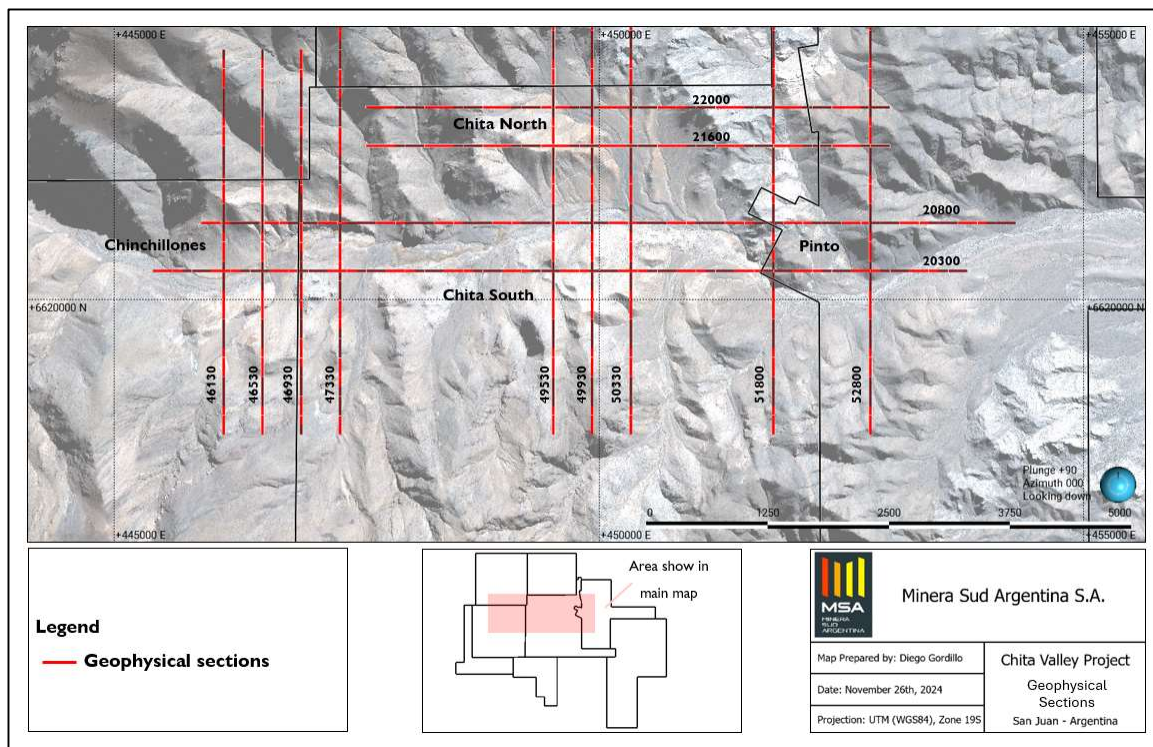 +445000 E
+450000 E
+455000 E
22000
Chita North
21600
20800
Chinchillones
Pinto
20300
Chita South
+6620000 N
+6620000 N
46130
46530
46930
47330
49530
49930
50330
51800
52800
Plunge +90
Azimuth 000
Looking down
0
1250
2500
3750
5000
+445000 E
+450000 E
+455000 E
Legend
Geophysical sections
Area show in
main map
MSA
MINERA
SUD
ARGENTINA
Minera Sud Argentina S.A.
Map Prepared by: Diego Gordillo
Date: November 26th, 2024
Projection: UTM (WGS84), Zone 19S
Chita Valley Project
Geophysical
Sections
San Juan - Argentina